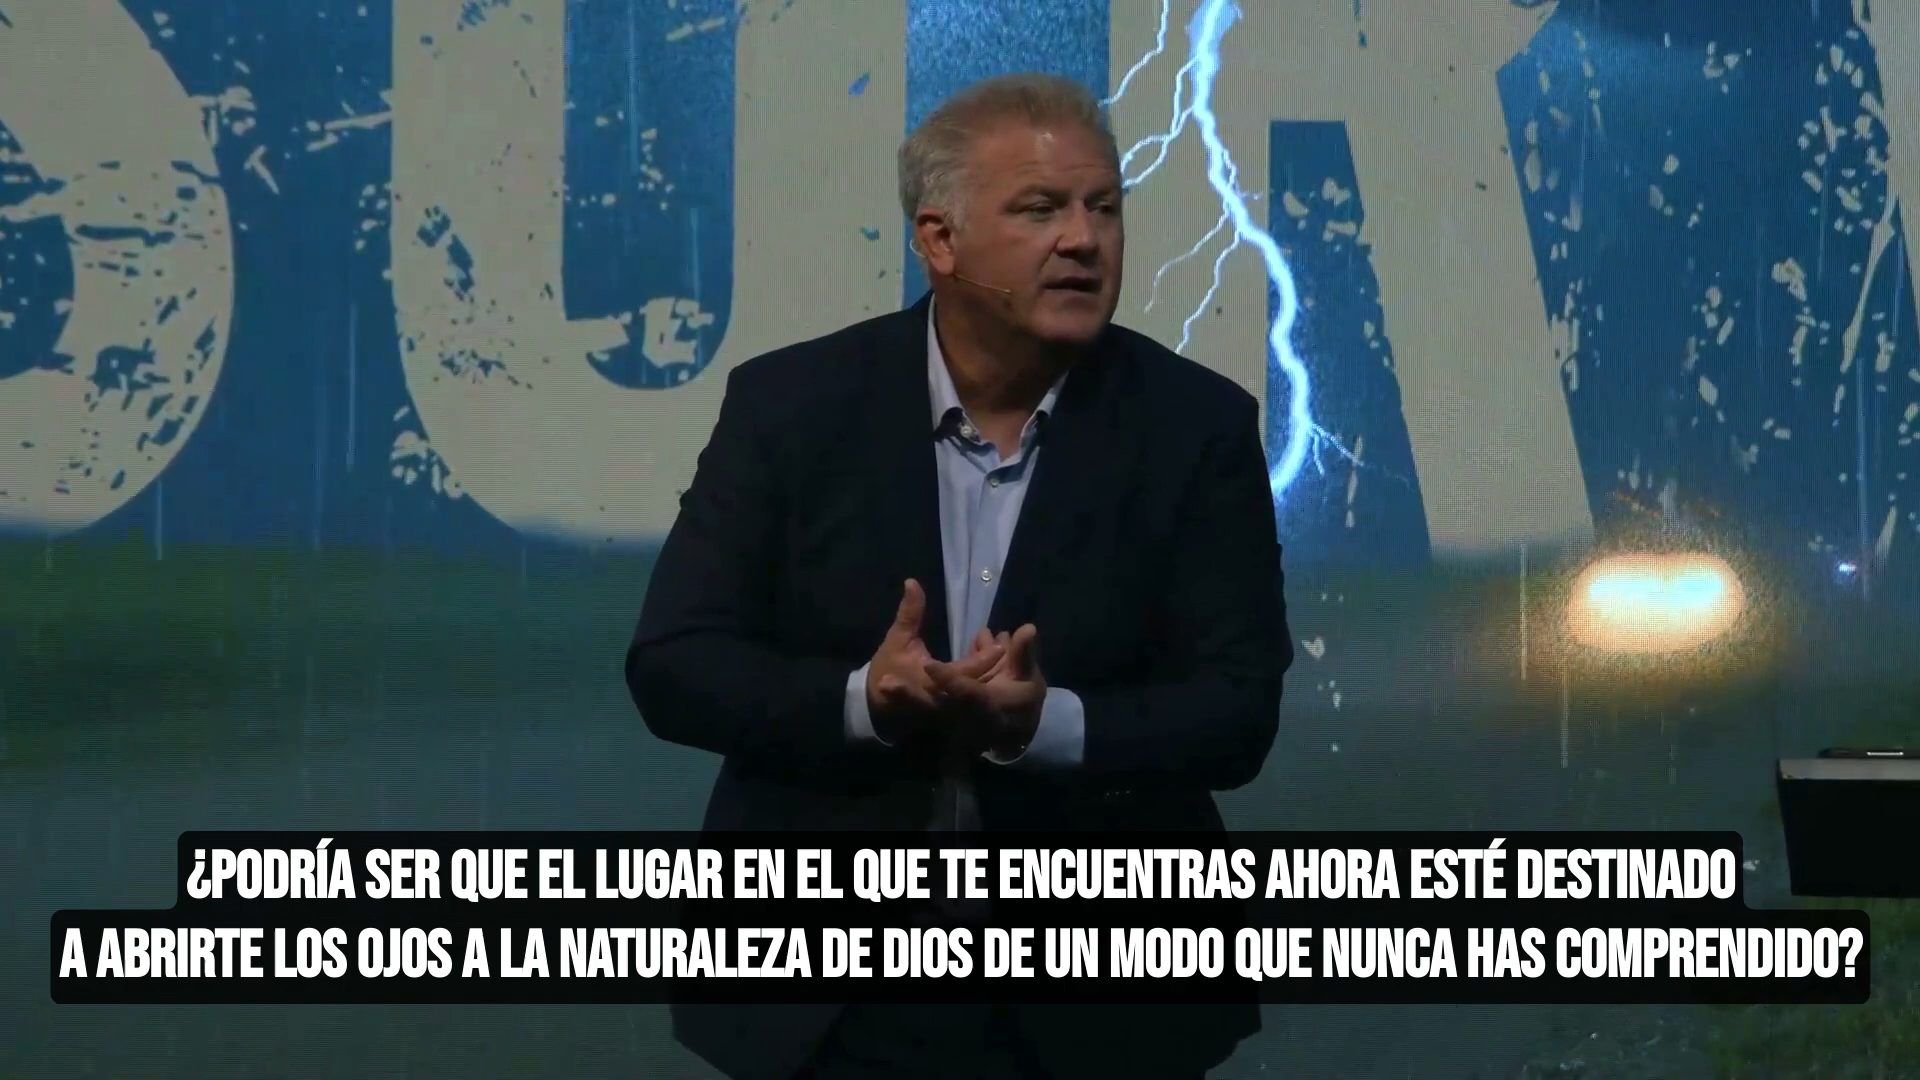 SUR
¿PODRÍA SER QUE EL LUGAR EN EL QUE TE ENCUENTRAS AHORA ESTÉ DESTINADO
A ABRIRTE LOS OJOS A LA NATURALEZA DE DIOS DE UN MODO QUE NUNCA HAS COMPRENDIDO?